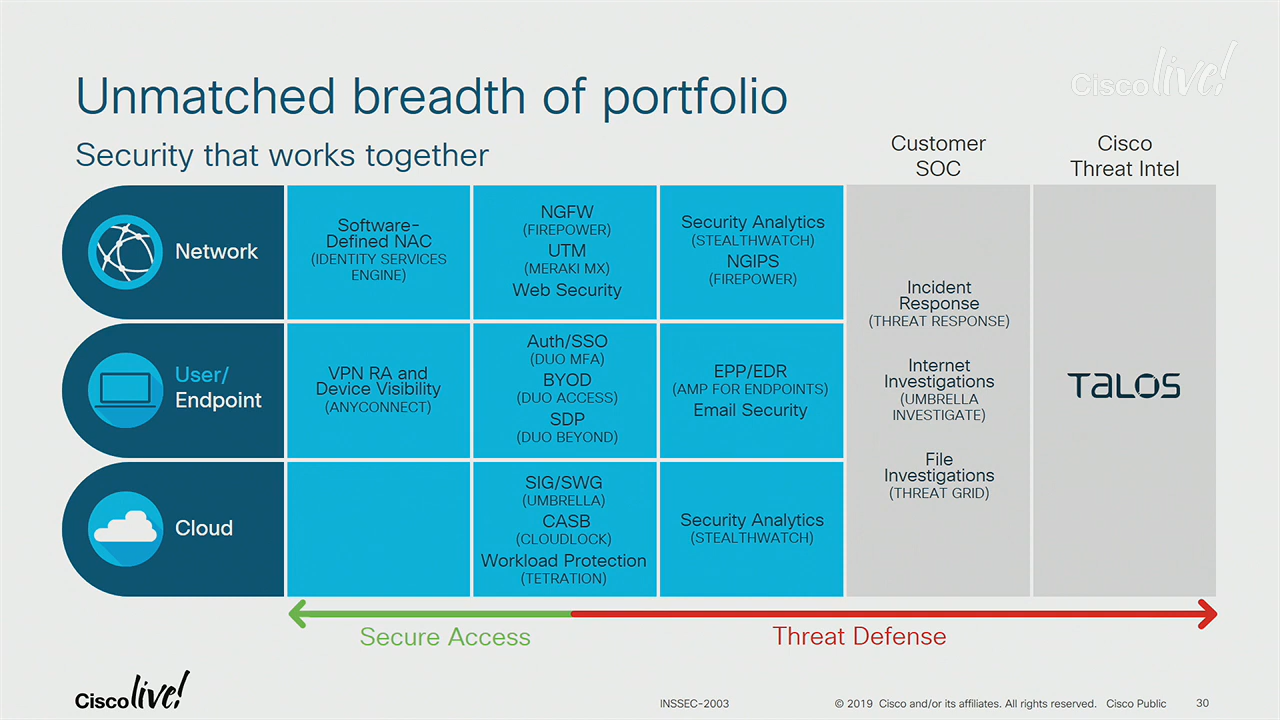 Cisco live!
Unmatched breadth of portfolio
Security that works together
Customer
SOC
Cisco
Threat Intel
Network
Software-
Defined NAC
(IDENTITY SERVICES
ENGINE)
NGFW
(FIREPOWER)
UTM
(MERAKI MX)
Web Security
Security Analytics
(STEALTHWATCH)
NGIPS
(FIREPOWER)
User/
Endpoint
VPN RA and
Device Visibility
(ANYCONNECT)
Auth/SSO
(DUO MFA)
BYOD
(DUO ACCESS)
SDP
(DUO BEYOND)
EPP/EDR
(AMP FOR ENDPOINTS)
Email Security
Cloud
SIG/SWG
(UMBRELLA)
CASB
(CLOUDLOCK)
Workload Protection
(TETRATION)
Security Analytics
(STEALTHWATCH)
Incident
Response
(THREAT RESPONSE)
Internet
Investigations
(UMBRELLA
INVESTIGATE)
File
Investigations
(THREAT GRID)
TALOS
Secure Access
Threat Defense
Cisco live!
INSSEC-2003
© 2019 Cisco and/or its affiliates. All rights reserved. Cisco Public
30